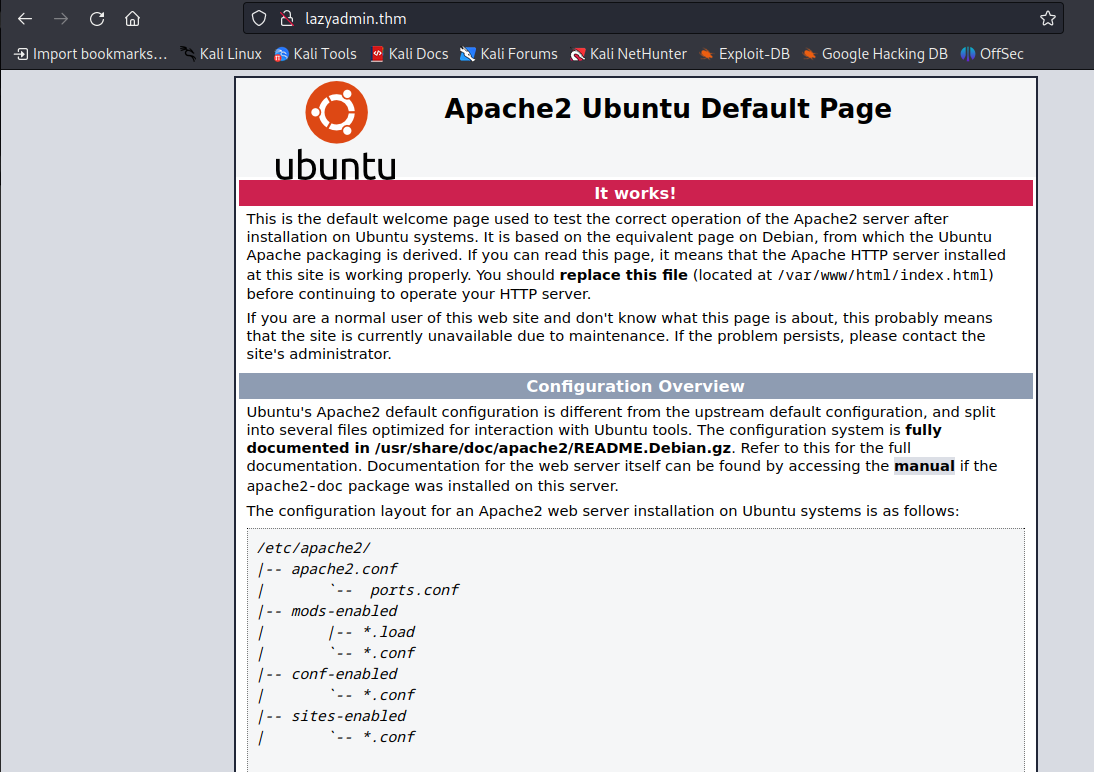 lazyadmin.thm
Import bookmarks... Kali Linux Kali Tools Kali Docs Kali Forums Kali NetHunter Exploit-DB Google Hacking DB OffSec
Apache2 Ubuntu Default Page
ubuntu
It works!
This is the default welcome page used to test the correct operation of the Apache2 server after
installation on Ubuntu systems. It is based on the equivalent page on Debian, from which the Ubuntu
Apache packaging is derived. If you can read this page, it means that the Apache HTTP server installed
at this site is working properly. You should replace this file (located at /var/www/html/index.html)
before continuing to operate your HTTP server.
If you are a normal user of this web site and don't know what this page is about, this probably means
that the site is currently unavailable due to maintenance. If the problem persists, please contact the
site's administrator.
Configuration Overview
Ubuntu's Apache2 default configuration is different from the upstream default configuration, and split
into several files optimized for interaction with Ubuntu tools. The configuration system is fully
documented in /usr/share/doc/apache2/README.Debian.gz. Refer to this for the full
documentation. Documentation for the web server itself can be found by accessing the manual if the
apache2-doc package was installed on this server.
The configuration layout for an Apache2 web server installation on Ubuntu systems is as follows:
/etc/apache2/
|-- apache2.conf
|       `--  ports.conf
|-- mods-enabled
|       |-- *.load
|       `-- *.conf
|-- conf-enabled
|       `-- *.conf
|-- sites-enabled
|       `-- *.conf